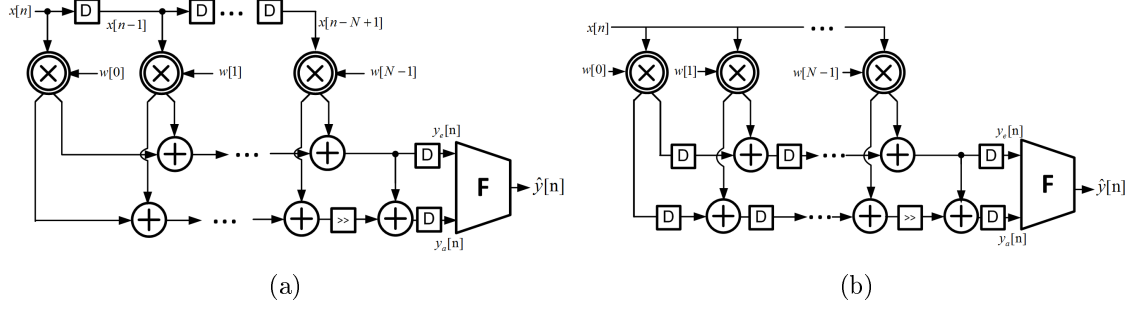 x[n] D x[n−1] D ... D x[n−N+1]
w[0] w[1] w[N−1]
... y_e[n]
D
F ŷ[n]
... >> D
y_a[n]
(a)
x[n] ...
w[0] w[1] w[N−1]
y_e[n]
D D ... D
F ŷ[n]
D D ... >> D
y_a[n]
(b)